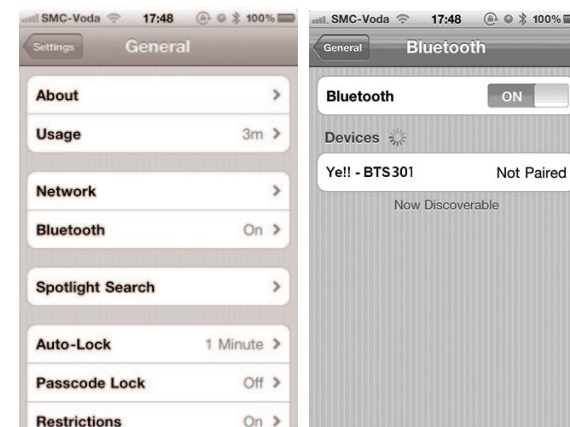 SMC-Voda 17:48 100%
Settings General
About
Usage 3m
Network
Bluetooth On
Spotlight Search
Auto-Lock 1 Minute
Passcode Lock Off
Restrictions On
SMC-Voda 17:48 100%
General Bluetooth
Bluetooth ON
Devices
Ye!! - BTS301 Not Paired
Now Discoverable